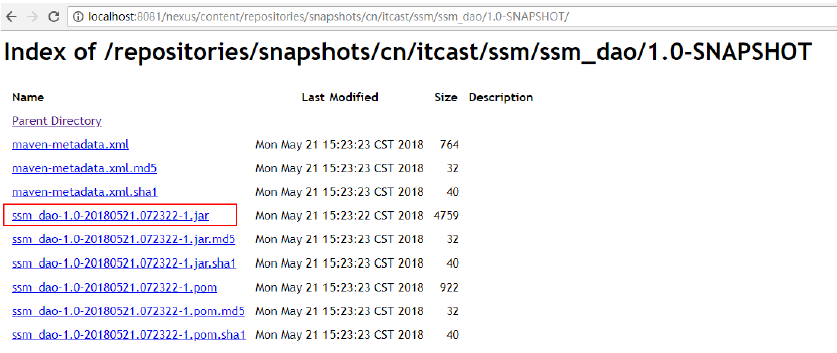 localhost:8081/nexus/content/repositories/snapshots/cn/itcast/ssm/ssm_dao/1.0-SNAPSHOT/
Index of /repositories/snapshots/cn/itcast/ssm/ssm_dao/1.0-SNAPSHOT
Name Last Modified Size Description
Parent Directory
maven-metadata.xml Mon May 21 15:23:23 CST 2018 764
maven-metadata.xml.md5 Mon May 21 15:23:23 CST 2018 32
maven-metadata.xml.sha1 Mon May 21 15:23:23 CST 2018 40
ssm_dao-1.0-20180521.072322-1.jar Mon May 21 15:23:22 CST 2018 4759
ssm_dao-1.0-20180521.072322-1.jar.md5 Mon May 21 15:23:23 CST 2018 32
ssm_dao-1.0-20180521.072322-1.jar.sha1 Mon May 21 15:23:23 CST 2018 40
ssm_dao-1.0-20180521.072322-1.pom Mon May 21 15:23:23 CST 2018 922
ssm_dao-1.0-20180521.072322-1.pom.md5 Mon May 21 15:23:23 CST 2018 32
ssm_dao-1.0-20180521.072322-1.pom.sha1 Mon May 21 15:23:23 CST 2018 40